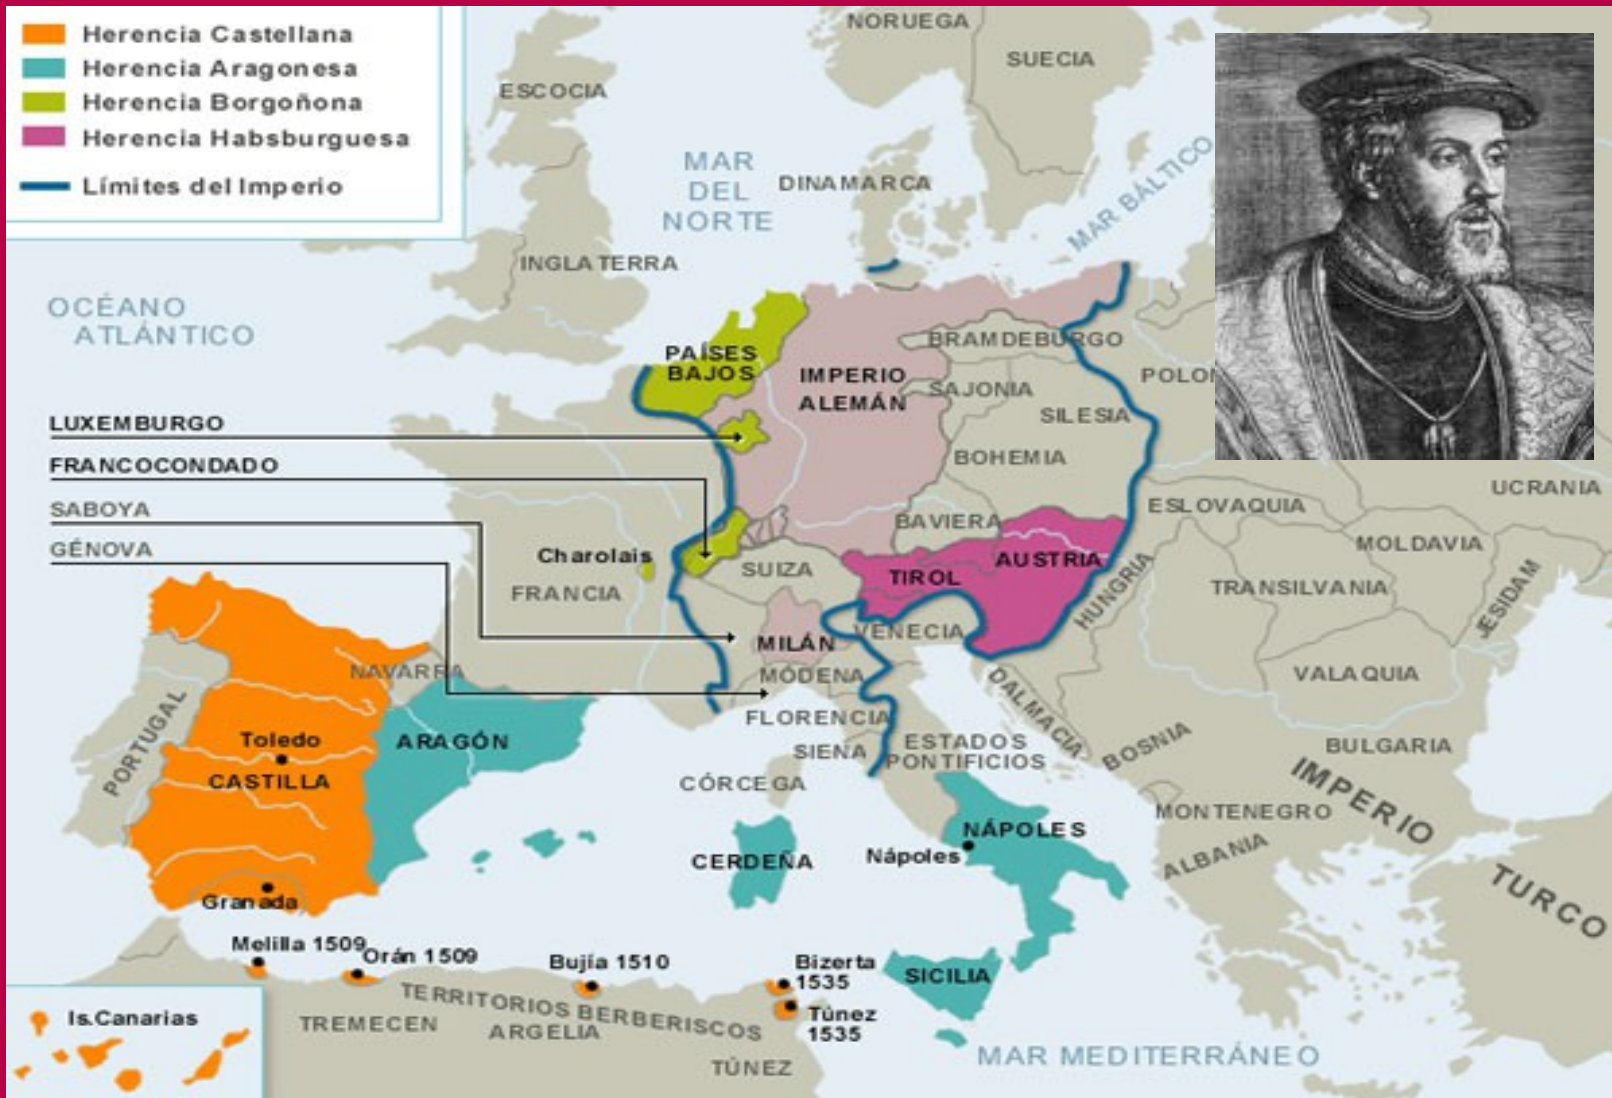 Herencia Castellana
Herencia Aragonesa
Herencia Borgoñona
Herencia Habsburguesa
Límites del Imperio
NORUEGA
SUECIA
ESCOCIA
MAR
DEL
NORTE
DINAMARCA
MAR BÁLTICO
INGLATERRA
OCÉANO
ATLÁNTICO
PAÍSES
BAJOS
IMPERIO
ALEMÁN
BRAMDEBURGO
SAJONIA
SILESIA
POLON
LUXEMBURGO
FRANCOCONDADO
SABOYA
GÉNOVA
BOHEMIA
BAVIERA
ESLOVAQUIA
UCRANIA
MOLDAVIA
Charolais
FRANCIA
SUIZA
TIROL
AUSTRIA
HUNGRIA
TRANSILVANIA
JESIDAM
MILÁN
VENECIA
MÓDENA
NAVARRA
VALAQUIA
PORTUGAL
Toledo
CASTILLA
ARAGÓN
FLORENCIA
SIENA
ESTADOS
PONTIFICIOS
DALMACIA
BOSNIA
BULGARIA
CÓRCEGA
MONTENEGRO
IMPERIO
TURCO
ALBANIA
CERDEÑA
NÁPOLES
Nápoles
Granada
Melilla 1509
Orán 1509
Bujía 1510
Bizerta
1535
Túnez
1535
SICILIA
Is.Canarias
TREMECEN
TERRITORIOS BERBERISCOS
ARGELIA
TÚNEZ
MAR MEDITERRÁNEO